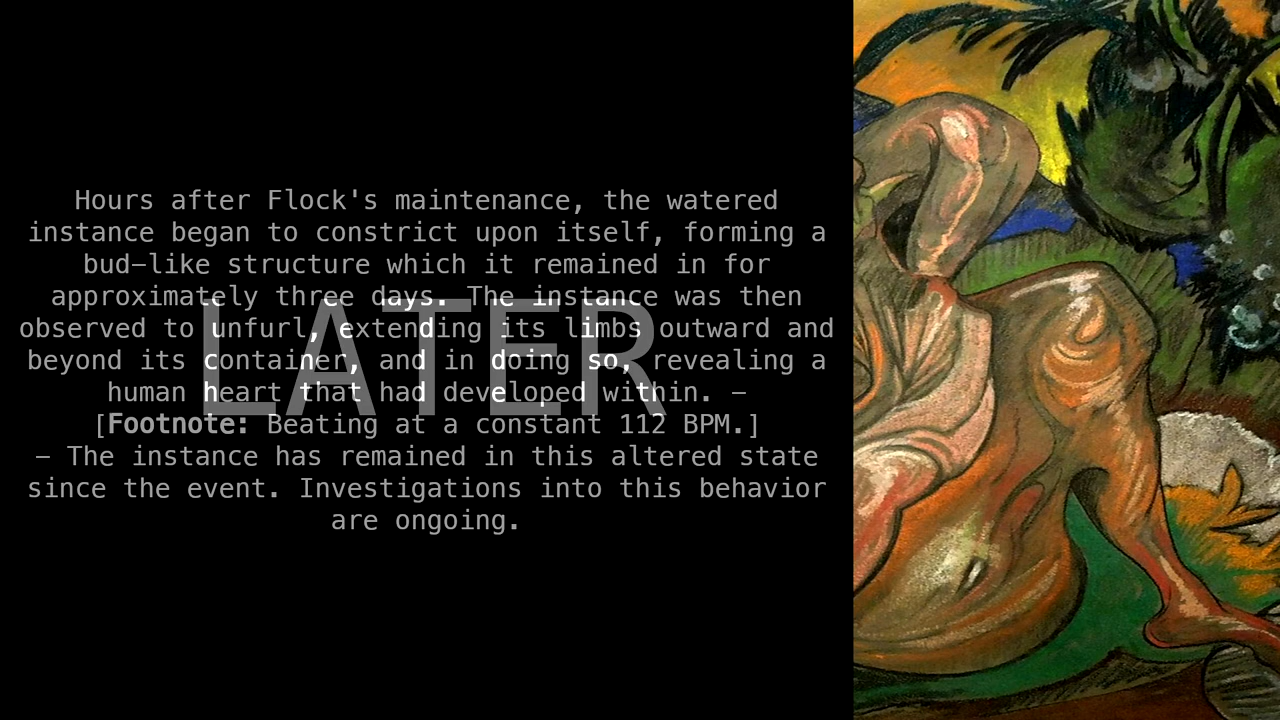 Hours after Flock's maintenance, the watered
instance began to constrict upon itself, forming a
bud—like structure which it remained in for
approximately three days. The instance was then
observed to unfurl, extending its limbs outward and
beyond its container, and in doing so, revealing a
human heart that had developed within. —
[Footnote: Beating at a constant 112 BPM.]
— The instance has remained in this altered state
since the event. Investigations into this behavior
are ongoing.
LATER